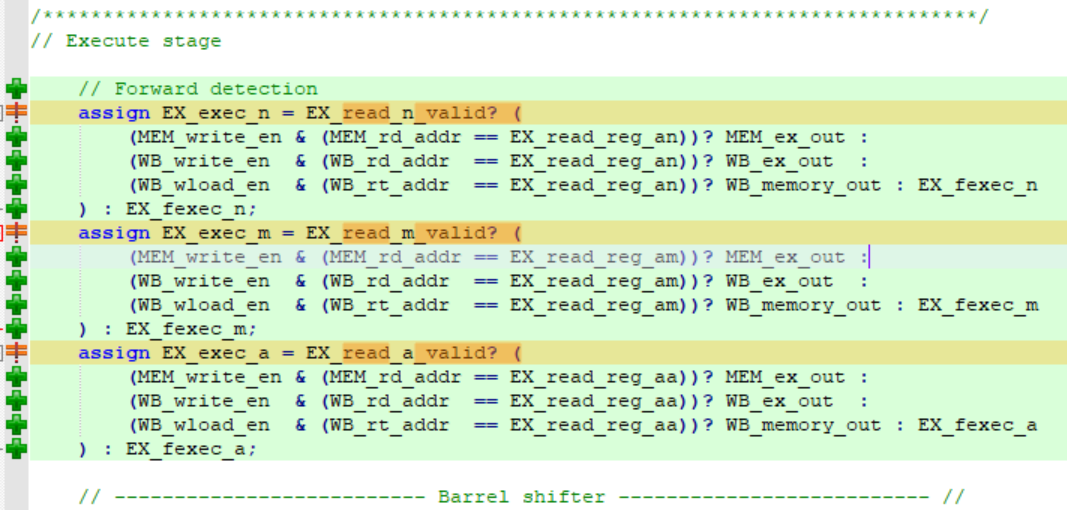 /******************************************************************************/
// Execute stage
// Forward detection
assign EX_exec_n = EX_read_n_valid? (
(MEM_write_en & (MEM_rd_addr == EX_read_reg_an))? MEM_ex_out :
(WB_write_en & (WB_rd_addr == EX_read_reg_an))? WB_ex_out :
(WB_wload_en & (WB_rt_addr == EX_read_reg_an))? WB_memory_out : EX_fexec_n
) : EX_fexec_n;
assign EX_exec_m = EX_read_m_valid? (
(MEM_write_en & (MEM_rd_addr == EX_read_reg_am))? MEM_ex_out :
(WB_write_en & (WB_rd_addr == EX_read_reg_am))? WB_ex_out :
(WB_wload_en & (WB_rt_addr == EX_read_reg_am))? WB_memory_out : EX_fexec_m
) : EX_fexec_m;
assign EX_exec_a = EX_read_a_valid? (
(MEM_write_en & (MEM_rd_addr == EX_read_reg_aa))? MEM_ex_out :
(WB_write_en & (WB_rd_addr == EX_read_reg_aa))? WB_ex_out :
(WB_wload_en & (WB_rt_addr == EX_read_reg_aa))? WB_memory_out : EX_fexec_a
) : EX_fexec_a;
// -------------------------- Barrel shifter -------------------------- //